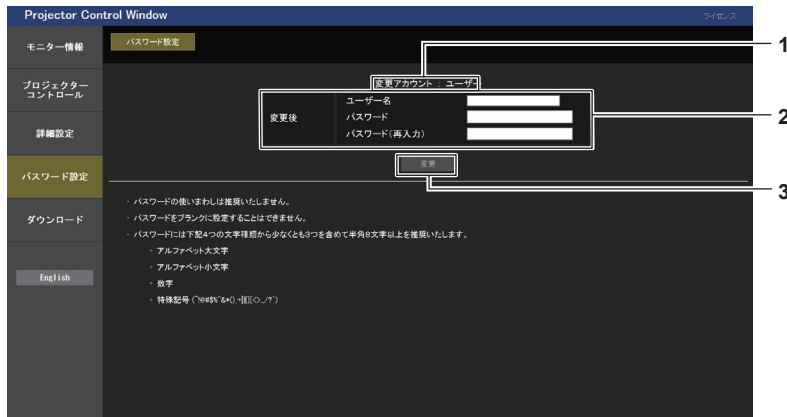 Projector Control Window
ライセンス
モニター情報
パスワード設定
1
プロジェクター
コントロール
変更アカウント : ユーザー
ユーザー名
変更後
パスワード
2
パスワード(再入力)
詳細設定
変更
パスワード設定
3
・ パスワードの使いまわしは推奨いたしません。
ダウンロード
・ パスワードをブランクに設定することはできません。
・ パスワードには下記4つの文字種類から少なくとも3つを含めて半角8文字以上を推奨いたします。
・ アルファベット大文字
・ アルファベット小文字
English
・ 数字
・ 特殊記号